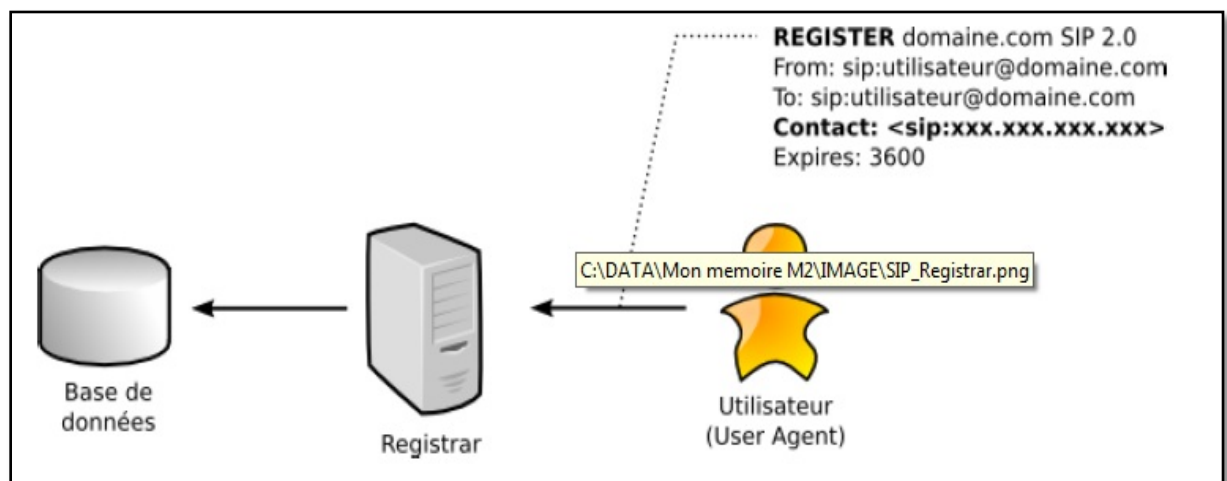 REGISTER domaine.com SIP 2.0
From: sip:utilisateur@domaine.com
To: sip:utilisateur@domaine.com
Contact: <sip:xxx.xxx.xxx.xxx>
Expires: 3600
C:\DATA\Mon memoire M2\IMAGE\SIP_Registrar.png
Base de
données
Registrar
Utilisateur
(User Agent)